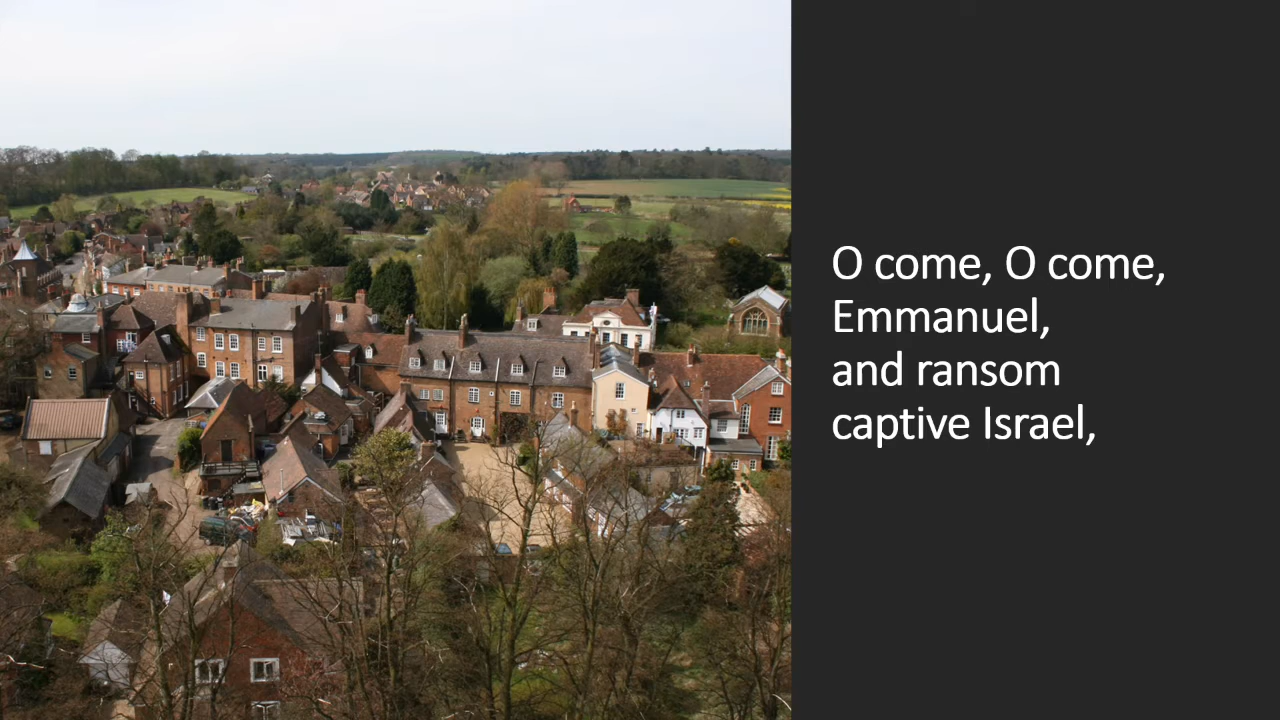 O come, O come,
Emmanuel,
and ransom
captive Israel,